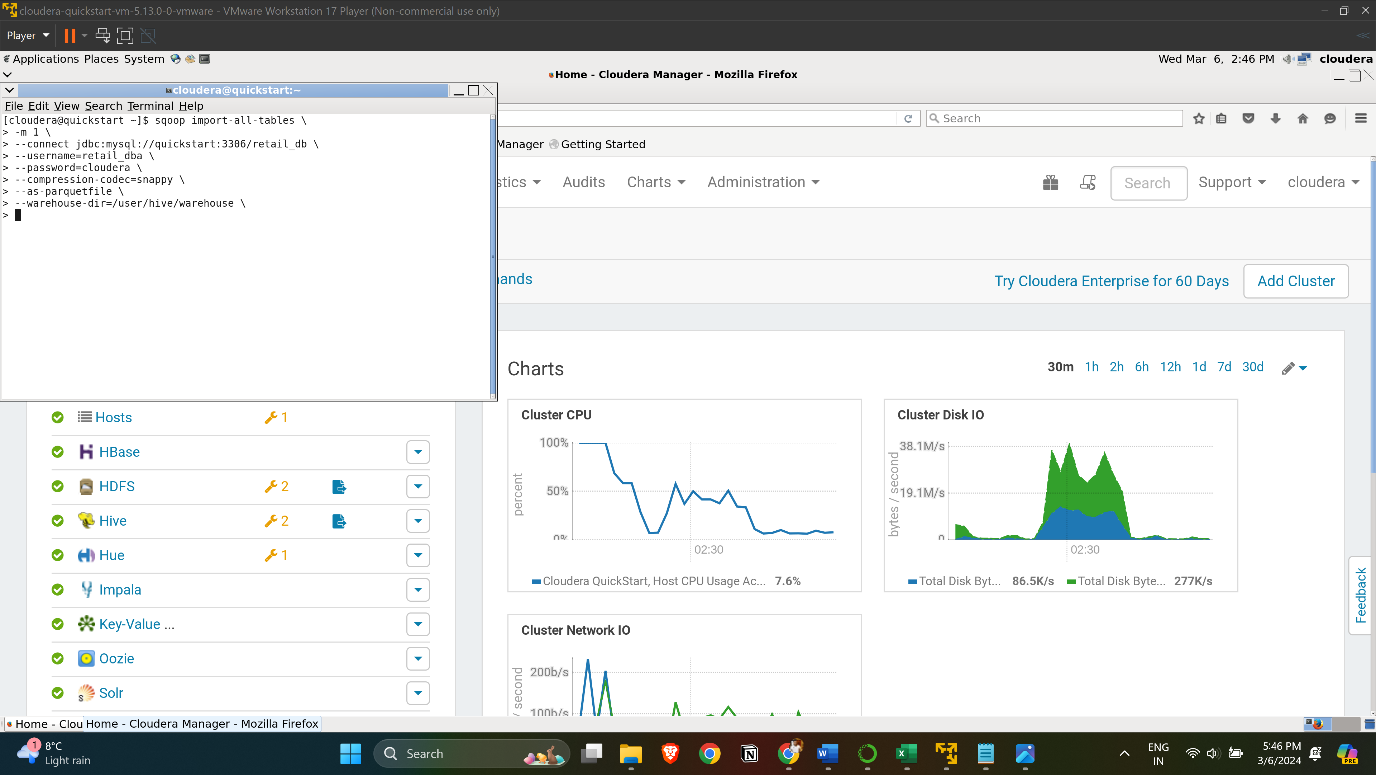 cloudera-quickstart-vm-5.13.0-0-vmware - VMware Workstation 17 Player (Non-commercial use only)
Player
Applications Places System
Wed Mar 6, 2:46 PM
cloudera
Home - Cloudera Manager - Mozilla Firefox
cloudera@quickstart:~
File Edit View Search Terminal Help
[cloudera@quickstart ~]$ sqoop import-all-tables \
> -m 1 \
> --connect jdbc:mysql://quickstart:3306/retail_db \
> --username=retail_dba \
> --password=cloudera \
> --compression-codec=snappy \
> --as-parquetfile \
> --warehouse-dir=/user/hive/warehouse \
>
Search
Manager
Getting Started
stics
Audits
Charts
Administration
Search
Support
cloudera
ands
Try Cloudera Enterprise for 60 Days
Add Cluster
Charts
30m 1h 2h 6h 12h 1d 7d 30d
Hosts
1
HBase
HDFS
2
Hive
2
Hue
1
Impala
Key-Value ...
Oozie
Solr
Cluster CPU
percent
100%
50%
0%
02:30
Cloudera QuickStart, Host CPU Usage Ac... 7.6%
Cluster Disk IO
bytes / second
38.1M/s
19.1M/s
0
02:30
Total Disk Byt... 86.5K/s
Total Disk Byte... 277K/s
Cluster Network IO
/ second
200b/s
100b/s
Feedback
Home - Clou
Home - Cloudera Manager - Mozilla Firefox
1
8°C
Light rain
Search
PRE
ENG
IN
5:46 PM
3/6/2024